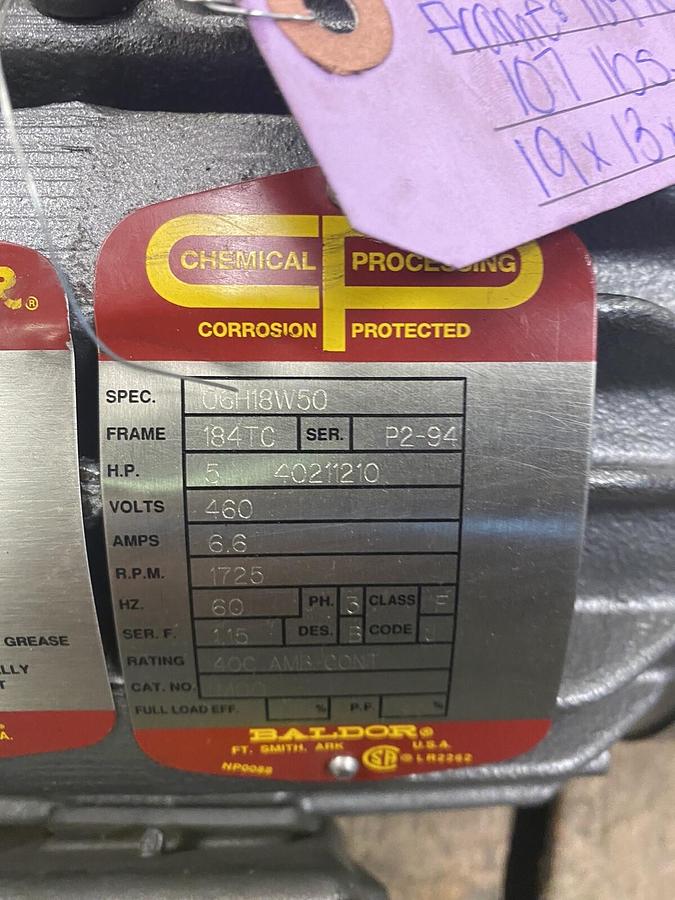 Frame:
107 lbs.
19 x 13 x
R®
CHEMICAL PROCESSING
CORROSION PROTECTED
SPEC. 06H18W50
FRAME 184TC SER. P2-94
H.P. 5 40211210
VOLTS 460
AMPS 6.6
R.P.M. 1725
HZ. 60 PH. 3 CLASS F
SER. F. 1.15 DES. B CODE J
RATING 40C AMB-CONT
CAT. NO.
FULL LOAD EFF. % P.F. %
BALDOR®
FT. SMITH, ARK U.S.A.
NP0088 SA ® LR2262
GREASE
LLY
T
A.